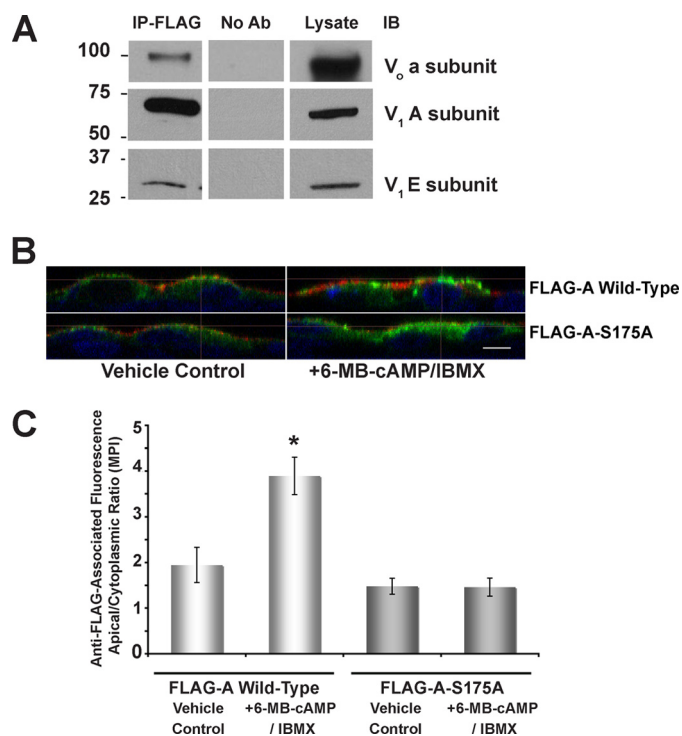 A
IP-FLAG No Ab Lysate IB
100 -
V₀ a subunit
75 -
V₁ A subunit
50 -
37 -
V₁ E subunit
25 -
B
FLAG-A Wild-Type
FLAG-A-S175A
Vehicle Control +6-MB-cAMP/IBMX
C
Anti-FLAG-Associated Fluorescence
Apical/Cytoplasmic Ratio (MPI)
5
4
3
2
1
0
*
FLAG-A Wild-Type FLAG-A-S175A
Vehicle +6-MB-cAMP Vehicle +6-MB-cAMP
Control / IBMX Control / IBMX